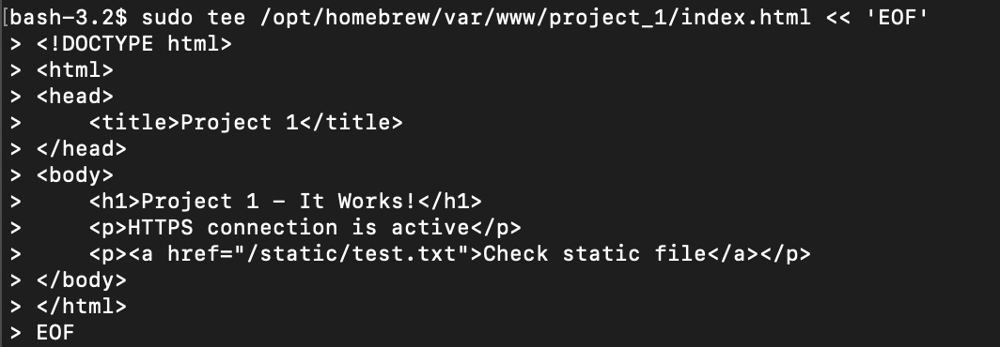 [bash-3.2$ sudo tee /opt/homebrew/var/www/project_1/index.html << 'EOF'
> <!DOCTYPE html>
> <html>
> <head>
>     <title>Project 1</title>
> </head>
> <body>
>     <h1>Project 1 - It Works!</h1>
>     <p>HTTPS connection is active</p>
>     <p><a href="/static/test.txt">Check static file</a></p>
> </body>
> </html>
> EOF